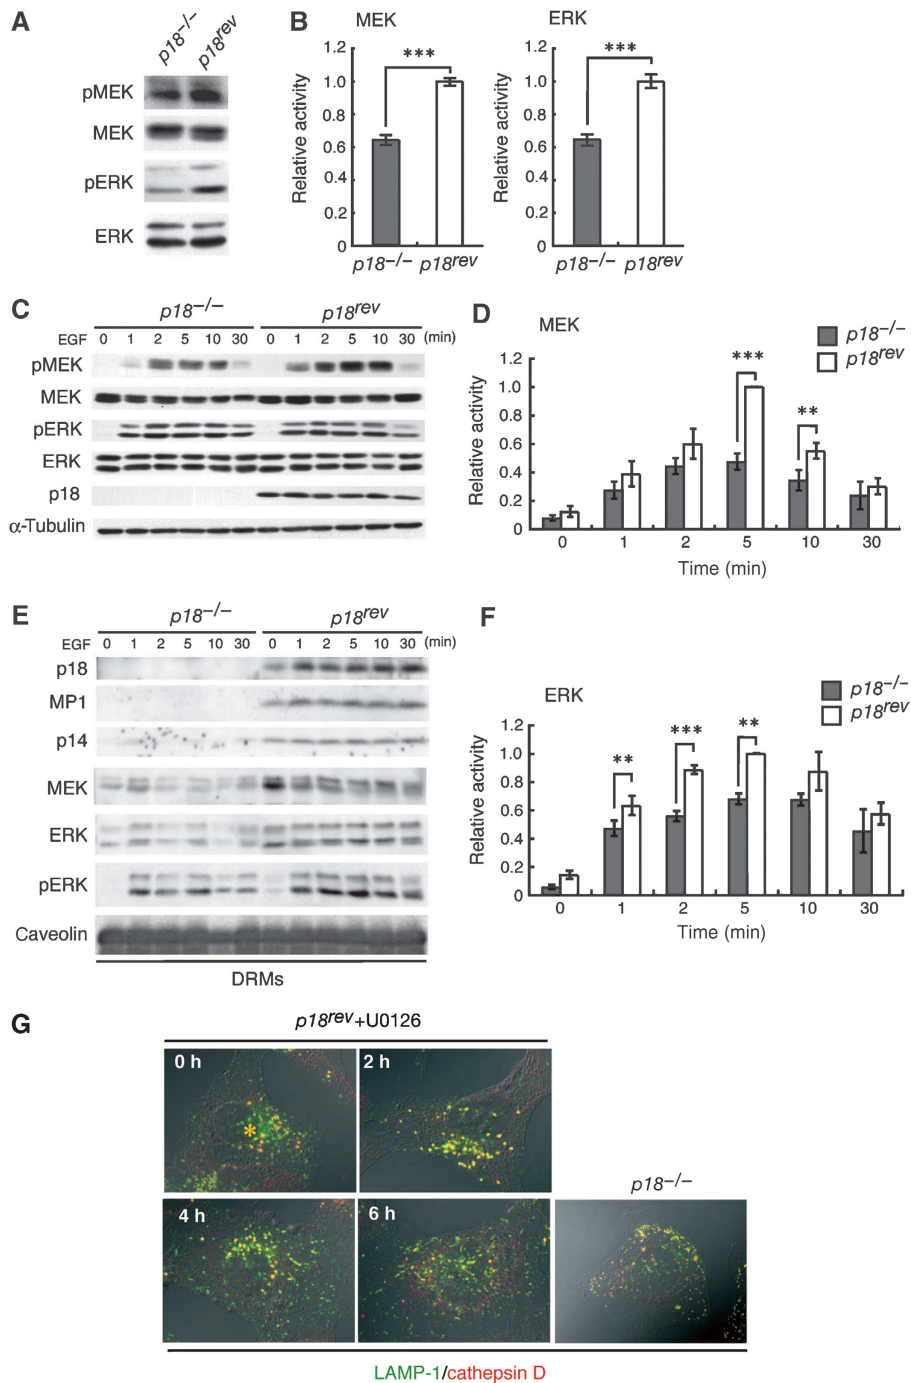 A
p18–/–
p18rev
pMEK
MEK
pERK
ERK
B
MEK
Relative activity
1.2
1.0
0.8
0.6
0.4
0.2
0
***
p18–/– p18rev
ERK
Relative activity
1.2
1.0
0.8
0.6
0.4
0.2
0
***
p18–/– p18rev
C
p18–/– p18rev
EGF 0 1 2 5 10 30 0 1 2 5 10 30 (min)
pMEK
MEK
pERK
ERK
p18
α-Tubulin
D
MEK
p18–/–
p18rev
Relative activity
1.2
1.0
0.8
0.6
0.4
0.2
0
***
**
0 1 2 5 10 30
Time (min)
E
p18–/– p18rev
EGF 0 1 2 5 10 30 0 1 2 5 10 30 (min)
p18
MP1
p14
MEK
ERK
pERK
Caveolin
DRMs
F
ERK
p18–/–
p18rev
Relative activity
1.2
1.0
0.8
0.6
0.4
0.2
0
**
***
**
0 1 2 5 10 30
Time (min)
G
p18rev+U0126
0 h
*
2 h
4 h
6 h
p18–/–
LAMP-1/cathepsin D